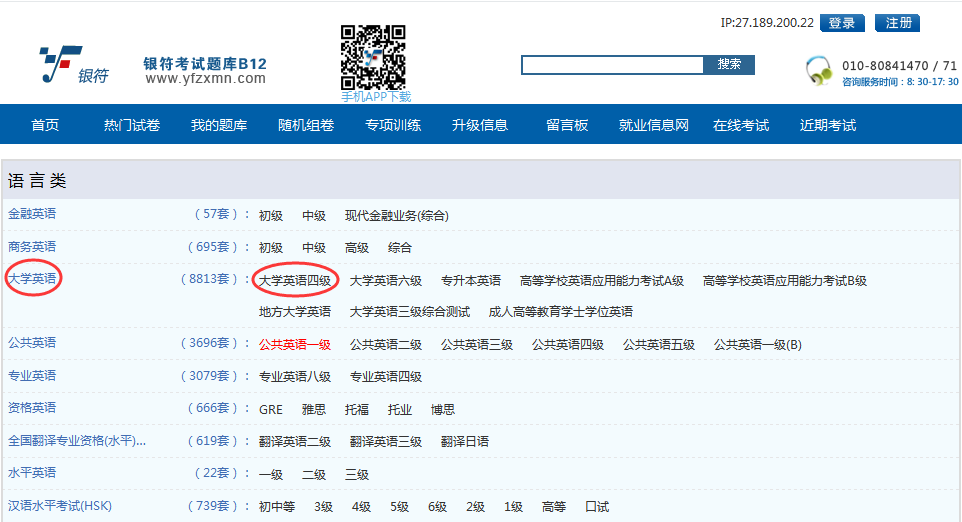 IP:27.189.200.22 登录 注册
银符
银符考试题库B12
www.yfzxmn.com
手机APP下载
搜索
010-80841470 / 71
咨询服务时间：8: 30-17: 30
首页 热门试卷 我的题库 随机组卷 专项训练 升级信息 留言板 就业信息网 在线考试 近期考试
语 言 类
金融英语 （57套）： 初级 中级 现代金融业务(综合)
商务英语 （695套）： 初级 中级 高级 综合
大学英语 （8813套）： 大学英语四级 大学英语六级 专升本英语 高等学校英语应用能力考试A级 高等学校英语应用能力考试B级
地方大学英语 大学英语三级综合测试 成人高等教育学士学位英语
公共英语 （3696套）： 公共英语一级 公共英语二级 公共英语三级 公共英语四级 公共英语五级 公共英语一级(B)
专业英语 （3079套）： 专业英语八级 专业英语四级
资格英语 （666套）： GRE 雅思 托福 托业 博思
全国翻译专业资格(水平)... （619套）： 翻译英语二级 翻译英语三级 翻译日语
水平英语 （22套）： 一级 二级 三级
汉语水平考试(HSK) （739套）： 初中等 3级 4级 5级 6级 2级 1级 高等 口试